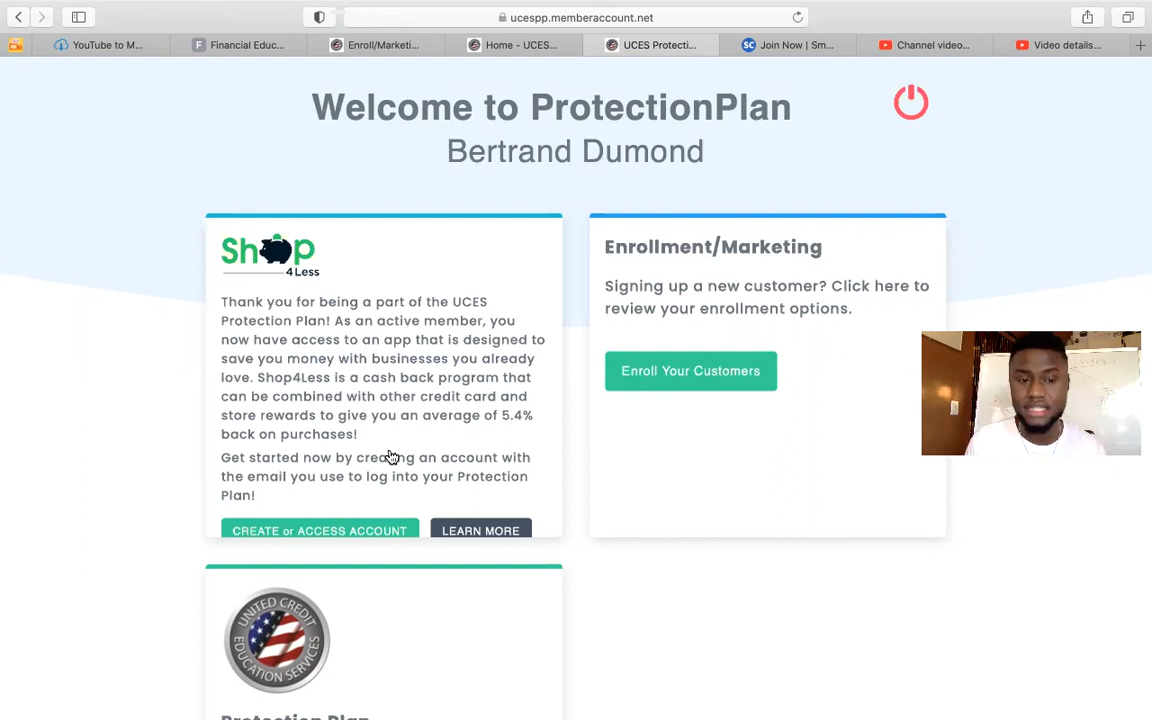 ucespp.memberaccount.net
YouTube to M...
Financial Educ...
Enroll/Marketi...
Home - UCES...
UCES Protecti...
Join Now | Sm...
Channel video...
Video details...
Welcome to ProtectionPlan
Bertrand Dumond
Shop
4Less
Thank you for being a part of the UCES
Protection Plan! As an active member, you
now have access to an app that is designed to
save you money with businesses you already
love. Shop4Less is a cash back program that
can be combined with other credit card and
store rewards to give you an average of 5.4%
back on purchases!
Get started now by creating an account with
the email you use to log into your Protection
Plan!
CREATE or ACCESS ACCOUNT
LEARN MORE
Enrollment/Marketing
Signing up a new customer? Click here to
review your enrollment options.
Enroll Your Customers
UNITED CREDIT
EDUCATION SERVICES
Protection Plan